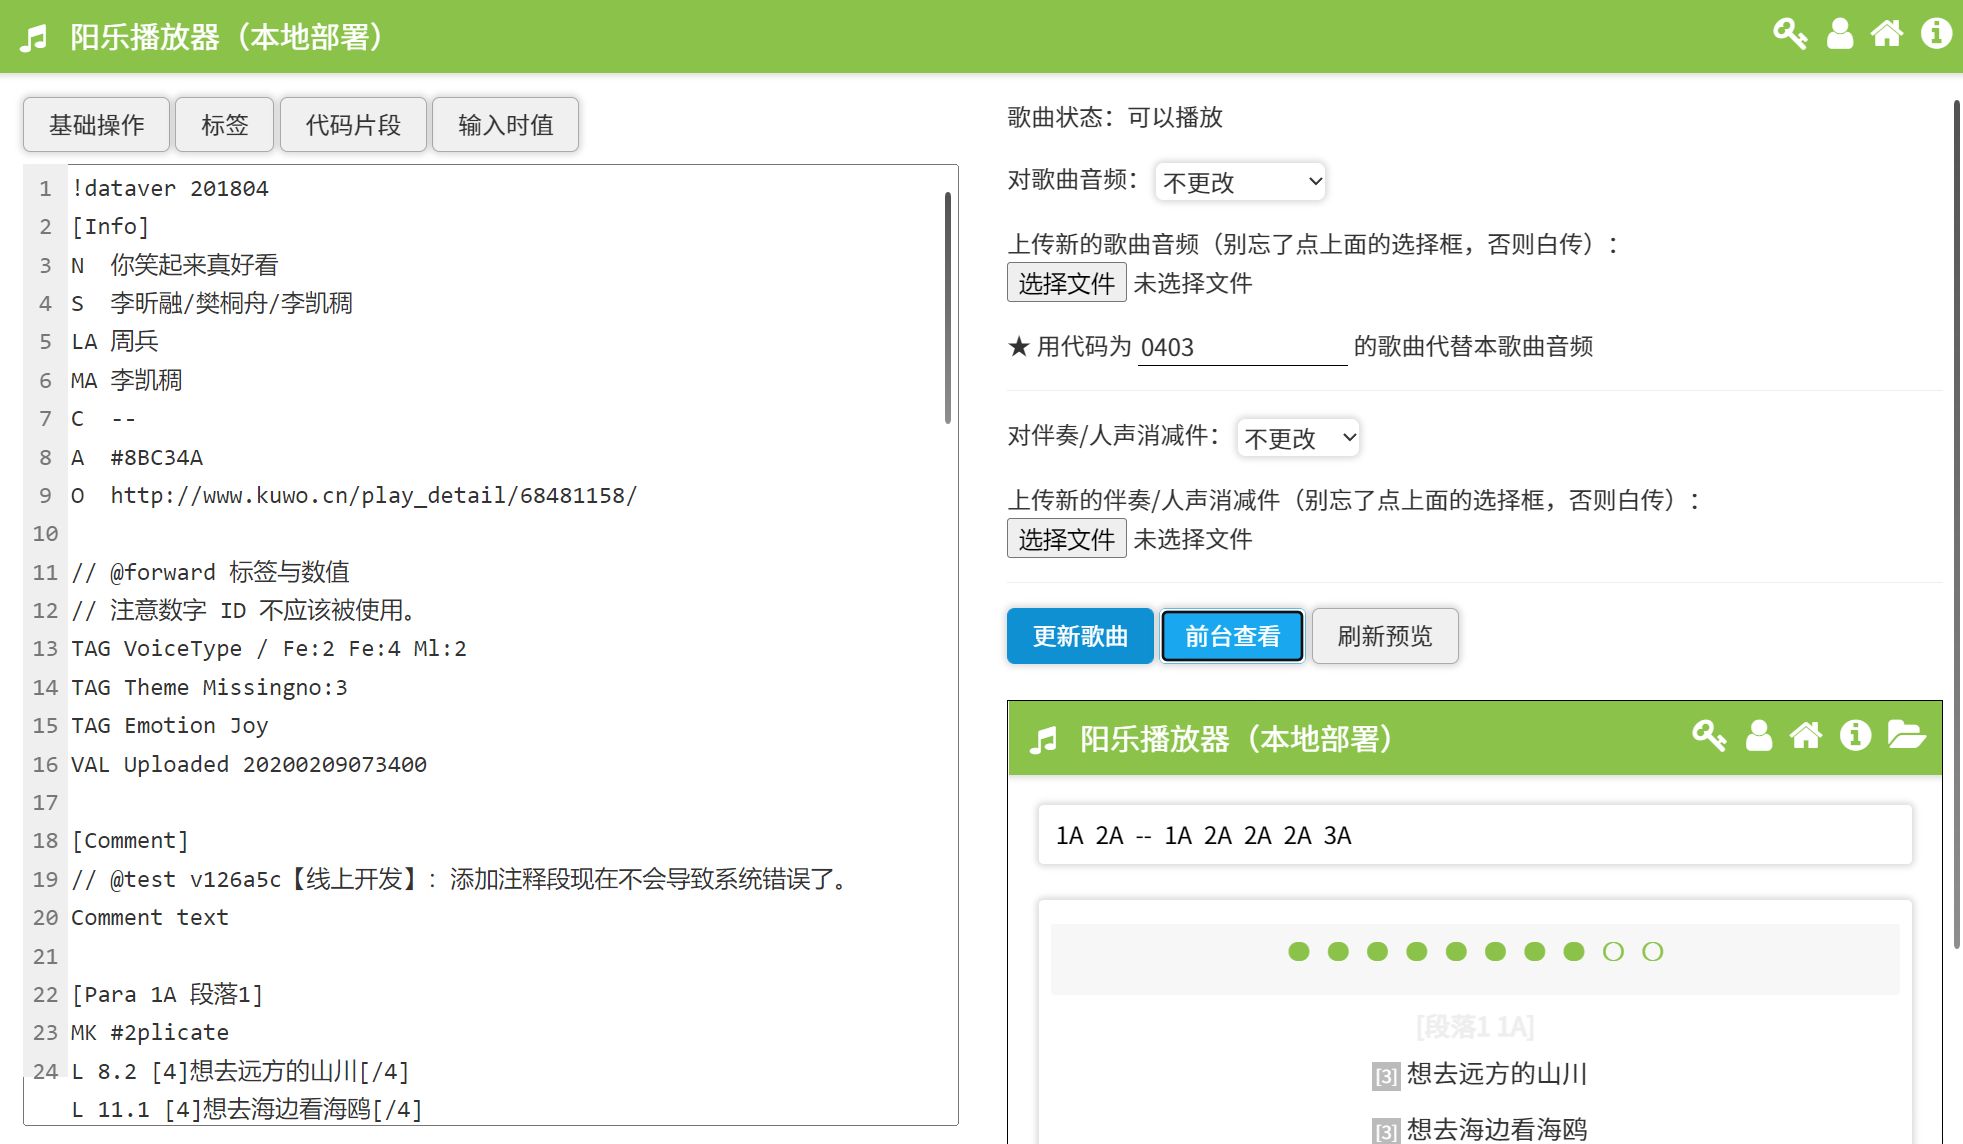 阳乐播放器（本地部署）
基础操作 标签 代码片段 输入时值
1 !dataver 201804
2 [Info]
3 N  你笑起来真好看
4 S  李昕融/樊桐舟/李凯稠
5 LA 周兵
6 MA 李凯稠
7 C  --
8 A  #8BC34A
9 O  http://www.kuwo.cn/play_detail/68481158/
10
11 // @forward 标签与数值
12 // 注意数字 ID 不应该被使用。
13 TAG VoiceType / Fe:2 Fe:4 Ml:2
14 TAG Theme Missingno:3
15 TAG Emotion Joy
16 VAL Uploaded 20200209073400
17
18 [Comment]
19 // @test v126a5c【线上开发】：添加注释段现在不会导致系统错误了。
20 Comment text
21
22 [Para 1A 段落1]
23 MK #2plicate
24 L 8.2 [4]想去远方的山川[/4]
L 11.1 [4]想去海边看海鸥[/4]
歌曲状态：可以播放
对歌曲音频： 不更改
上传新的歌曲音频（别忘了点上面的选择框，否则白传）：
选择文件 未选择文件
★ 用代码为 0403 的歌曲代替本歌曲音频
对伴奏/人声消减件： 不更改
上传新的伴奏/人声消减件（别忘了点上面的选择框，否则白传）：
选择文件 未选择文件
更新歌曲 前台查看 刷新预览
阳乐播放器（本地部署）
1A 2A -- 1A 2A 2A 2A 3A
[段落1 1A]
[3] 想去远方的山川
[3] 想去海边看海鸥